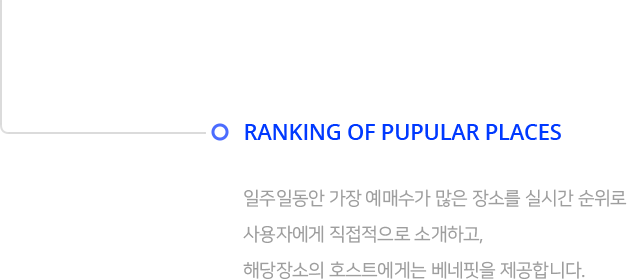 RANKING OF PUPULAR PLACES
일주일동안 가장 예매수가 많은 장소를 실시간 순위로
사용자에게 직접적으로 소개하고,
해당장소의 호스트에게는 베네핏을 제공합니다.